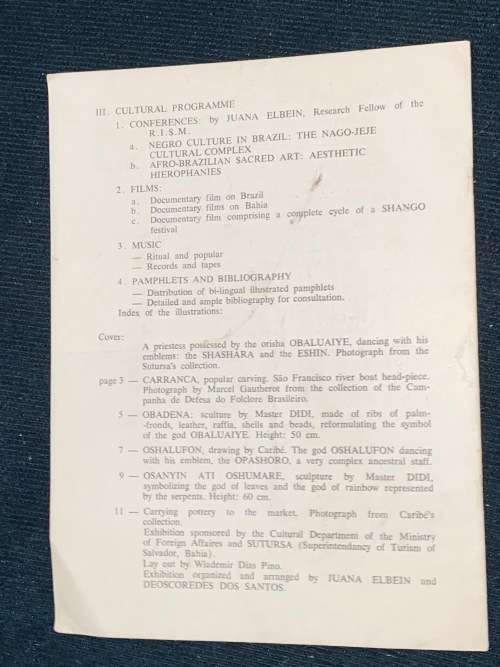 III. CULTURAL PROGRAMME
1. CONFERENCES: by JUANA ELBEIN, Research Fellow of the
R.I.S.M.
a. NEGRO CULTURE IN BRAZIL: THE NAGO-JEJE
CULTURAL COMPLEX
b. AFRO-BRAZILIAN SACRED ART: AESTHETIC
HIEROPHANIES
2. FILMS:
a. Documentary film on Brazil
b. Documentary films on Bahia
c. Documentary film comprising a complete cycle of a SHANGO
festival
3. MUSIC
— Ritual and popular
— Records and tapes
4. PAMPHLETS AND BIBLIOGRAPHY
— Distribution of bi-lingual illustrated pamphlets
— Detailed and ample bibliography for consultation.
Index of the illustrations:
Cover:
A priestess possessed by the orisha OBALUAIYE, dancing with his
emblems: the SHASHARA and the ESHIN. Photograph from the
Sutursa's collection.
page 3 — CARRANCA, popular carving. São Francisco river boat head-piece.
Photograph by Marcel Gautherot from the collection of the Cam-
panha de Defesa do Folclore Brasileiro.
5 — OBADENA: sculture by Master DIDI, made of ribs of palm-
-fronds, leather, raffia, shells and beads, reformulating the symbol
of the god OBALUAIYE. Height: 50 cm.
7 — OSHALUFON, drawing by Caribé. The god OSHALUFON dancing
with his emblem, the OPASHORO, a very complex ancestral staff.
9 — OSANYIN ATI OSHUMARE, sculpture by Master DIDI,
symbolizing the god of leaves and the god of rainbow represented
by the serpents. Height: 60 cm.
11 — Carrying pottery to the market. Photograph from Caribé's
collection.
Exhibition sponsored by the Cultural Department of the Ministry
of Foreign Affaires and SUTURSA (Superintendancy of Turism of
Salvador, Bahia).
Lay out by Wlademir Dias Pino.
Exhibition organized and arranged by JUANA ELBEIN and
DEOSCOREDES DOS SANTOS.